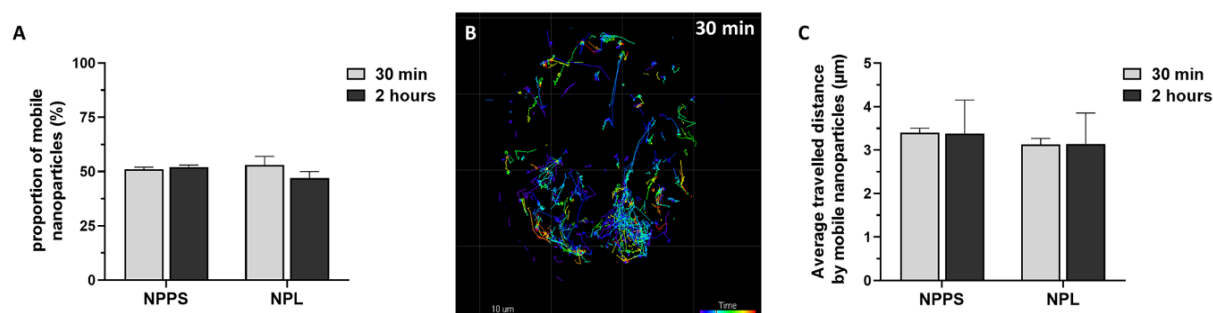 A
proportion of mobile
nanoparticles (%)
100
75
50
25
0
NPPS
NPL
30 min
2 hours
B
30 min
10 um
Time
C
Average travelled distance
by mobile nanoparticles (µm)
5
4
3
2
1
0
NPPS
NPL
30 min
2 hours